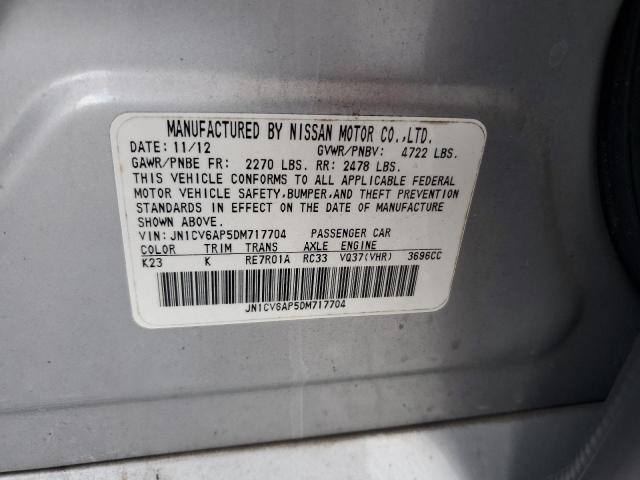 MANUFACTURED BY NISSAN MOTOR CO.,LTD.
DATE: 11/12 GVWR/PNBV: 4722 LBS.
GAWR/PNBE FR: 2270 LBS. RR: 2478 LBS.
THIS VEHICLE CONFORMS TO ALL APPLICABLE FEDERAL
MOTOR VEHICLE SAFETY,BUMPER,AND THEFT PREVENTION
STANDARDS IN EFFECT ON THE DATE OF MANUFACTURE
SHOWN ABOVE.
VIN: JN1CV6AP5DM717704 PASSENGER CAR
COLOR TRIM TRANS AXLE ENGINE
K23 K RE7R01A RC33 VQ37(VHR) 3696CC
JN1CV6AP5DM717704